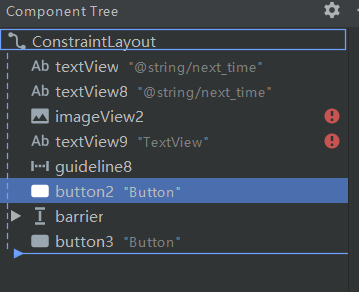 Component Tree
ConstraintLayout
Ab textView "@string/next_time"
Ab textView8 "@string/next_time"
imageView2
Ab textView9 "TextView"
guideline8
button2 "Button"
barrier
button3 "Button"